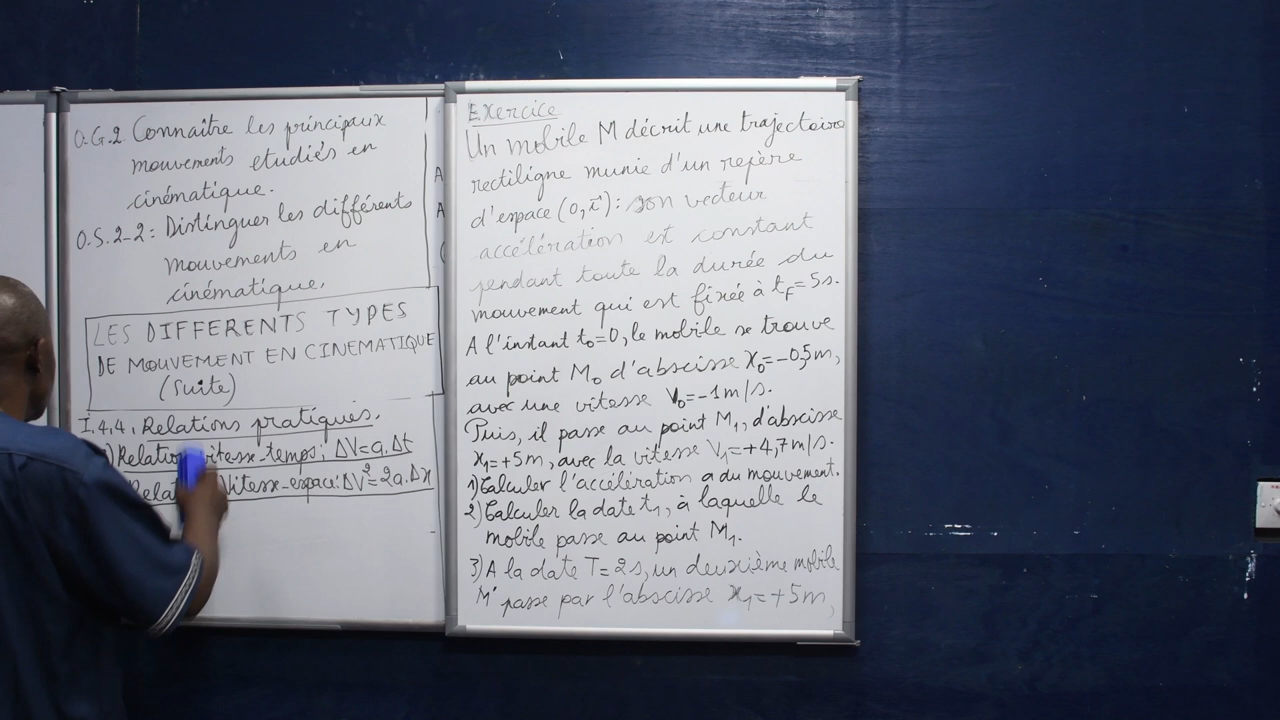 O.G.2 Connaître les principaux
mouvements etudiés en
cinématique.
O.S.2-2: Distinguer les différents
mouvements en
cinématique.
LES DIFFERENTS TYPES
DE MOUVEMENT EN CINEMATIQUE
(Suite)
I.4.4. Relations pratiques.
) Relation vitesse-temps: ΔV=a.Δt
Vitesse-espace: ΔV²=2a.Δx
A
A
Exercice
Un mobile M décrit une trajectoire
rectiligne munie d'un repère
d'espace (O,i⃗): son vecteur
accélération est constant
pendant toute la durée du
mouvement qui est fixée à t_F=5s.
A l'instant t₀=0, le mobile se trouve
au point M₀ d'abscisse x₀=-0,5m,
avec une vitesse V₀=-1m/s.
Puis, il passe au point M₁, d'abscisse
x₁=+5m, avec la vitesse V₁=+4,7m/s.
1) Calculer l'accélération a du mouvement.
2) Calculer la date t₁, à laquelle le
mobile passe au point M₁.
3) A la date T=2s, un deuxième mobile
M' passe par l'abscisse x₁=+5m,